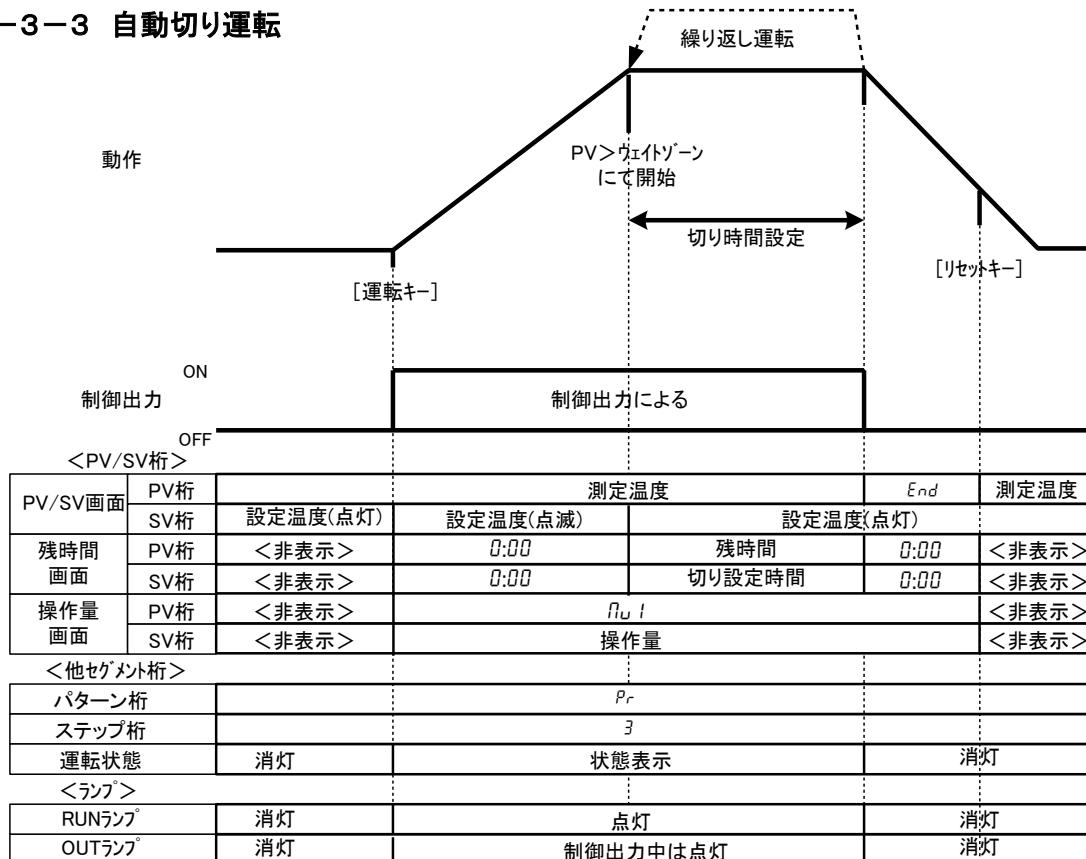 −3−3 自動切り運転
繰り返し運転
動作
PV＞ウェイトゾーン
にて開始
切り時間設定
[運転キー]
[リセットキー]
ON
制御出力
制御出力による
OFF
＜PV/SV桁＞
PV/SV画面 PV桁 測定温度 End 測定温度
SV桁 設定温度(点灯) 設定温度(点滅) 設定温度(点灯)
残時間画面 PV桁 ＜非表示＞ 0:00 残時間 0:00 ＜非表示＞
SV桁 ＜非表示＞ 0:00 切り設定時間 0:00 ＜非表示＞
操作量画面 PV桁 ＜非表示＞ Mv1 ＜非表示＞
SV桁 ＜非表示＞ 操作量 ＜非表示＞
＜他セグメント桁＞
パターン桁 Pr
ステップ桁 3
運転状態 消灯 状態表示 消灯
＜ランプ＞
RUNランプ 消灯 点灯 消灯
OUTランプ 消灯 制御出力中は点灯 消灯